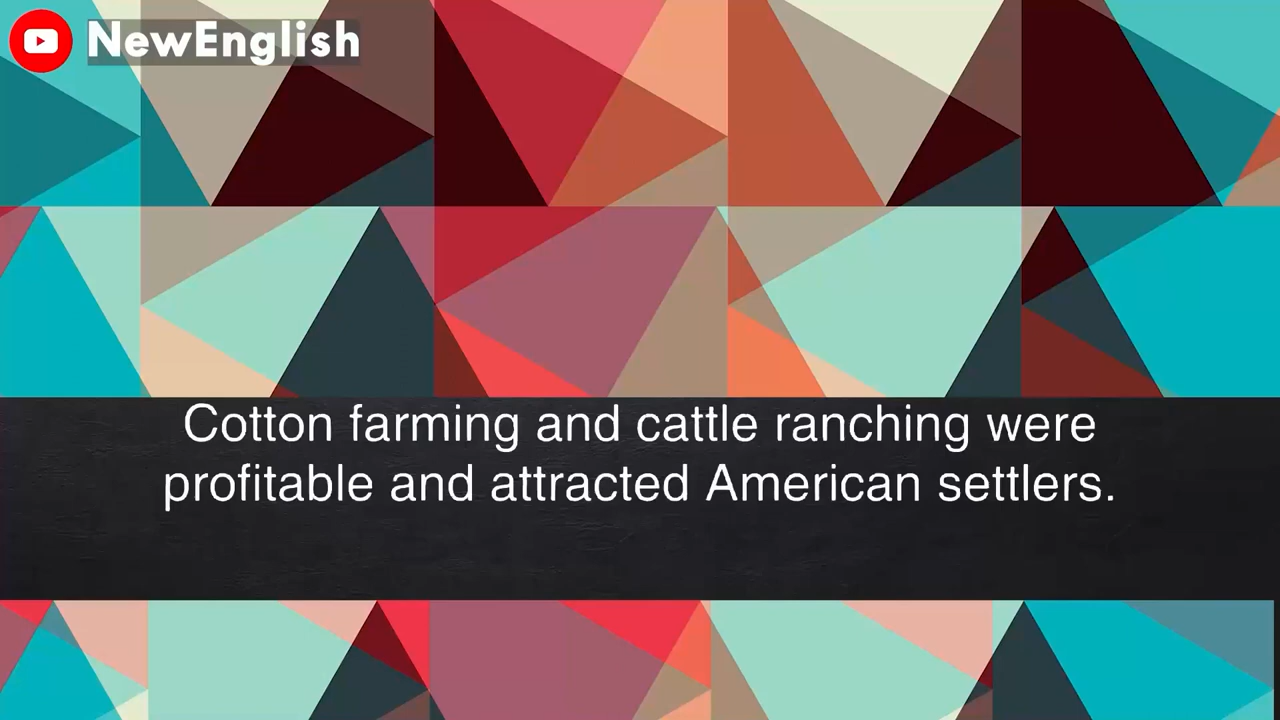 NewEnglish
Cotton farming and cattle ranching were
profitable and attracted American settlers.